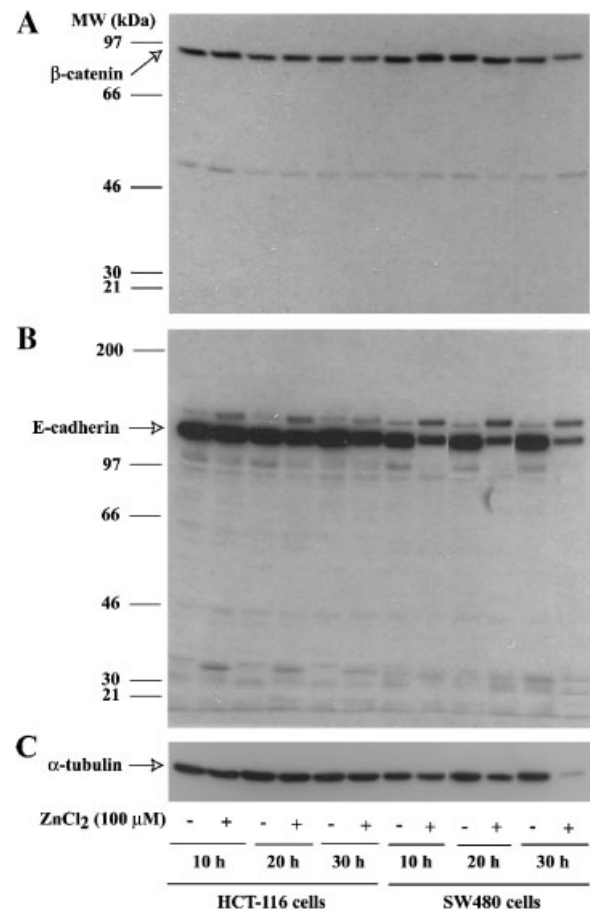 A
MW (kDa)
97
β-catenin
66
46
30
21
B
200
E-cadherin
97
66
46
30
21
C
α-tubulin
ZnCl2 (100 μM) - + - + - + - + - + - +
10 h 20 h 30 h 10 h 20 h 30 h
HCT-116 cells SW480 cells